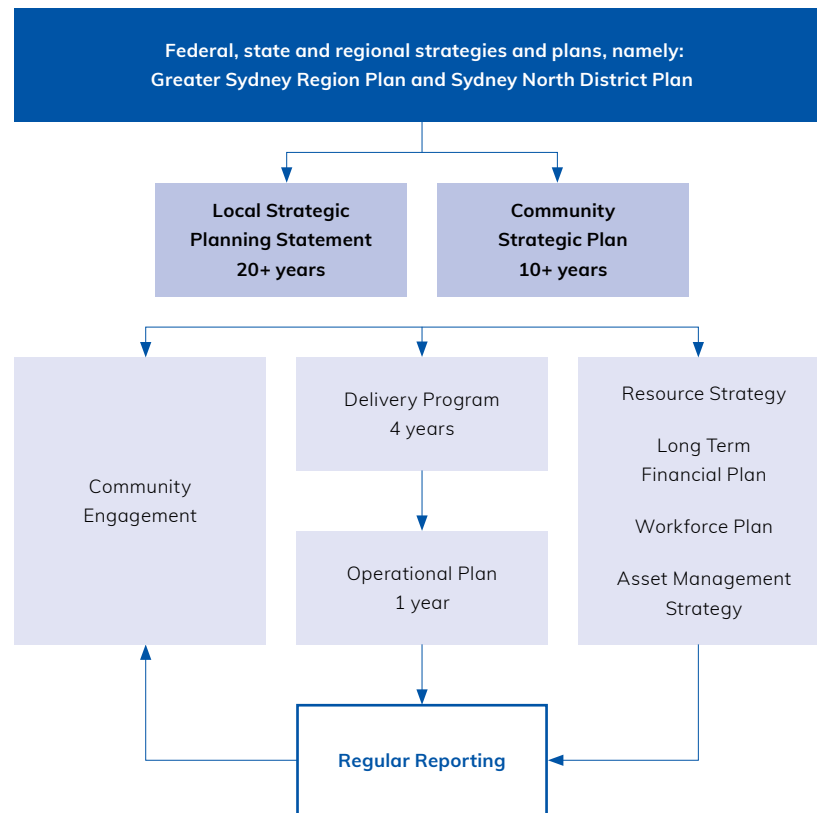 Federal, state and regional strategies and plans, namely:
Greater Sydney Region Plan and Sydney North District Plan
Local Strategic
Planning Statement
20+ years
Community
Strategic Plan
10+ years
Community
Engagement
Delivery Program
4 years
Operational Plan
1 year
Resource Strategy
Long Term
Financial Plan
Workforce Plan
Asset Management
Strategy
Regular Reporting